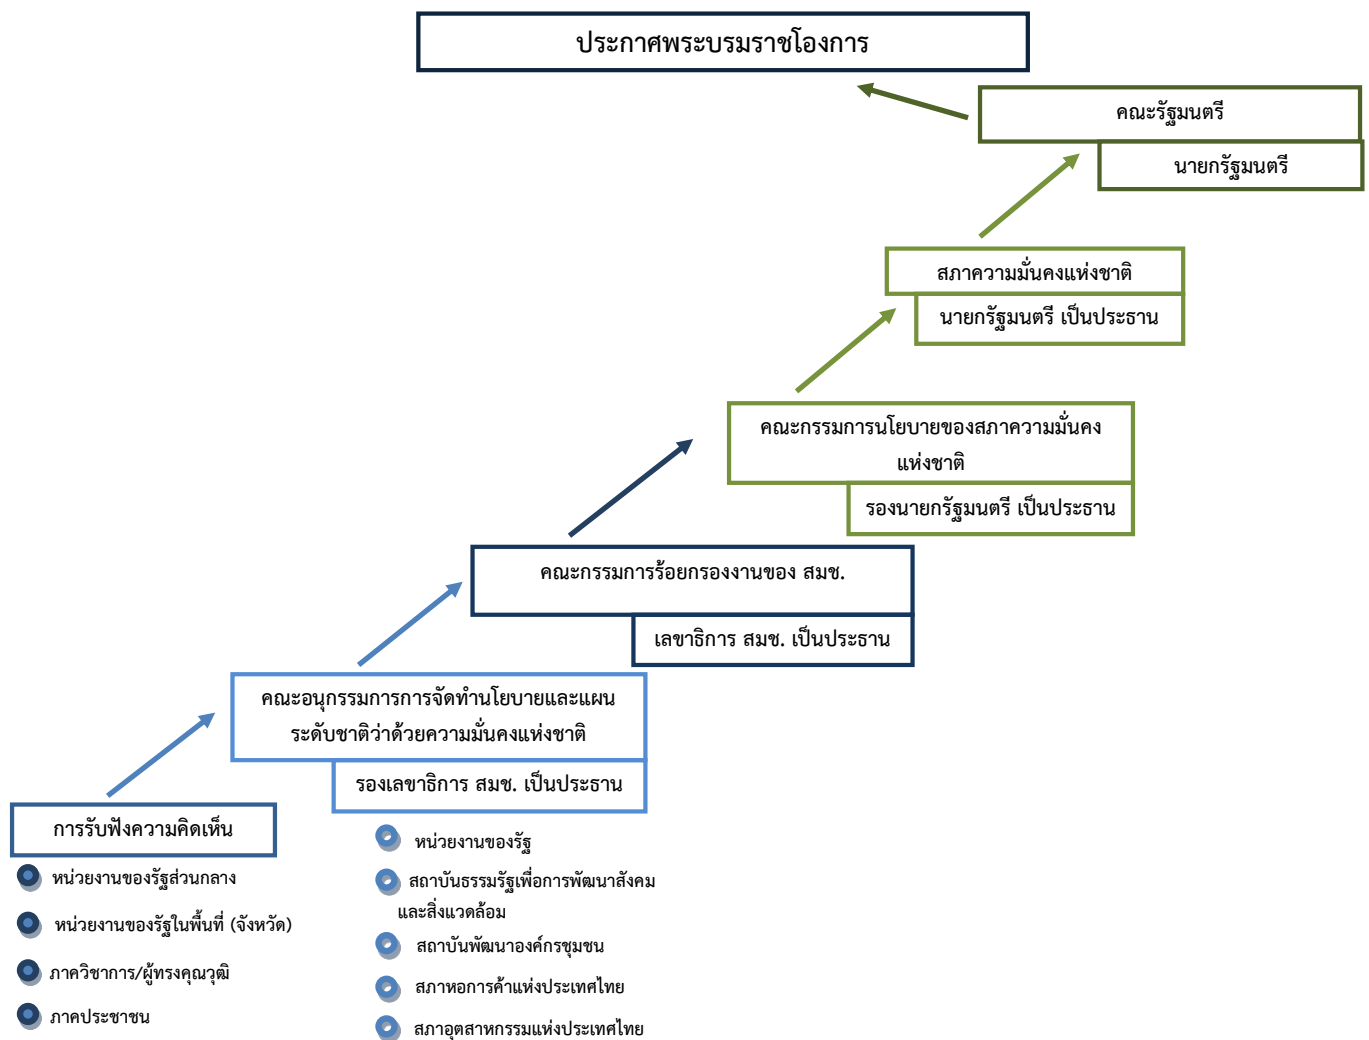 ประกาศพระบรมราชโองการ
คณะรัฐมนตรี
นายกรัฐมนตรี
สภาความมั่นคงแห่งชาติ
นายกรัฐมนตรี เป็นประธาน
คณะกรรมการนโยบายของสภาความมั่นคง
แห่งชาติ
รองนายกรัฐมนตรี เป็นประธาน
คณะกรรมการร้อยกรองงานของ สมช.
เลขาธิการ สมช. เป็นประธาน
คณะอนุกรรมการการจัดทำนโยบายและแผน
ระดับชาติว่าด้วยความมั่นคงแห่งชาติ
รองเลขาธิการ สมช. เป็นประธาน
หน่วยงานของรัฐ
สถาบันธรรมรัฐเพื่อการพัฒนาสังคม
และสิ่งแวดล้อม
สถาบันพัฒนาองค์กรชุมชน
สภาหอการค้าแห่งประเทศไทย
สภาอุตสาหกรรมแห่งประเทศไทย
การรับฟังความคิดเห็น
หน่วยงานของรัฐส่วนกลาง
หน่วยงานของรัฐในพื้นที่ (จังหวัด)
ภาควิชาการ/ผู้ทรงคุณวุฒิ
ภาคประชาชน